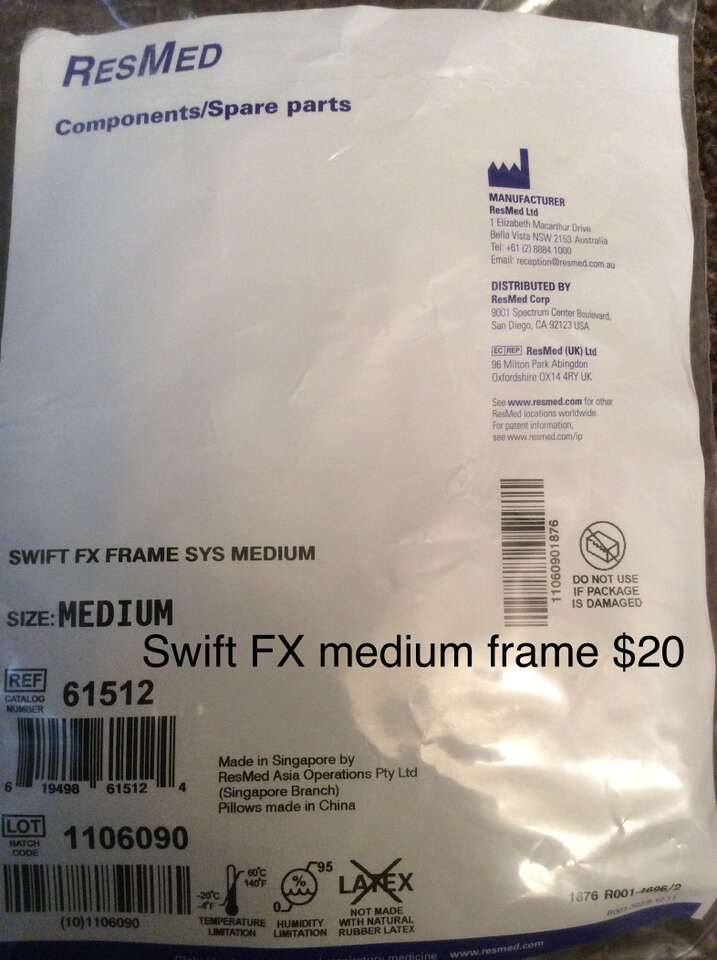 RESMED
Components/Spare parts
MANUFACTURER
ResMed Ltd
1 Elizabeth Macarthur Drive
Bella Vista NSW 2153 Australia
Tel: +61 (2) 8884 1000
Email: reception@resmed.com.au
DISTRIBUTED BY
ResMed Corp
9001 Spectrum Center Boulevard,
San Diego, CA 92123 USA
EC REP ResMed (UK) Ltd
96 Milton Park Abingdon
Oxfordshire OX14 4RY UK
See www.resmed.com for other
ResMed locations worldwide.
For patent information,
see www.resmed.com/ip
11060901876
DO NOT USE
IF PACKAGE
IS DAMAGED
SWIFT FX FRAME SYS MEDIUM
SIZE: MEDIUM
Swift FX medium frame $20
REF 61512
CATALOG
NUMBER
6 19498 61512 4
Made in Singapore by
ResMed Asia Operations Pty Ltd
(Singapore Branch)
Pillows made in China
LOT 1106090
BATCH
CODE
(10)1106090
-20°C
-4°F
60°C
140°F
TEMPERATURE
LIMITATION
0
%
95
HUMIDITY
LIMITATION
LATEX
NOT MADE
WITH NATURAL
RUBBER LATEX
1876 R001-1696/2
medicine www.resmed.com